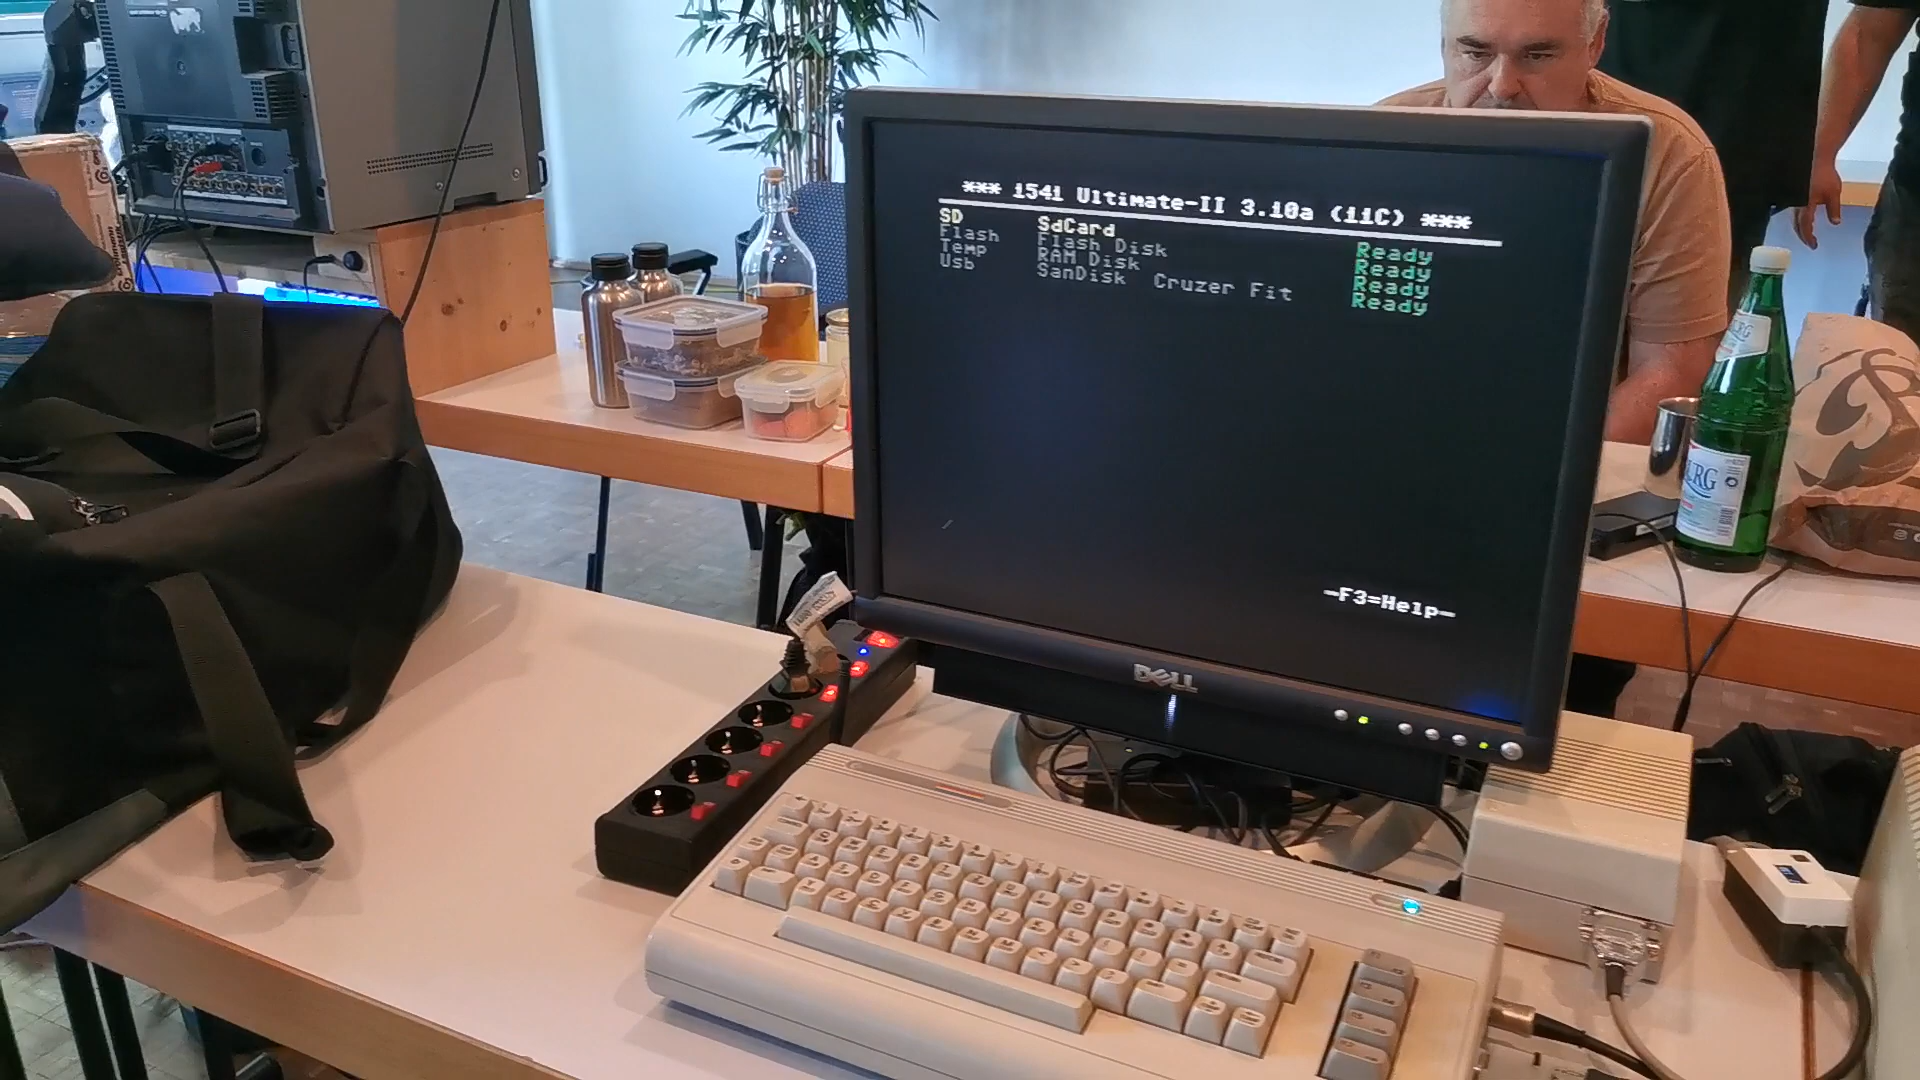 *** 1541 Ultimate-II 3.10a (11C) ***
SD SdCard Ready
Flash Flash Disk Ready
Temp RAM Disk Ready
Usb SanDisk Cruzer Fit Ready
-F3=Help-
DELL